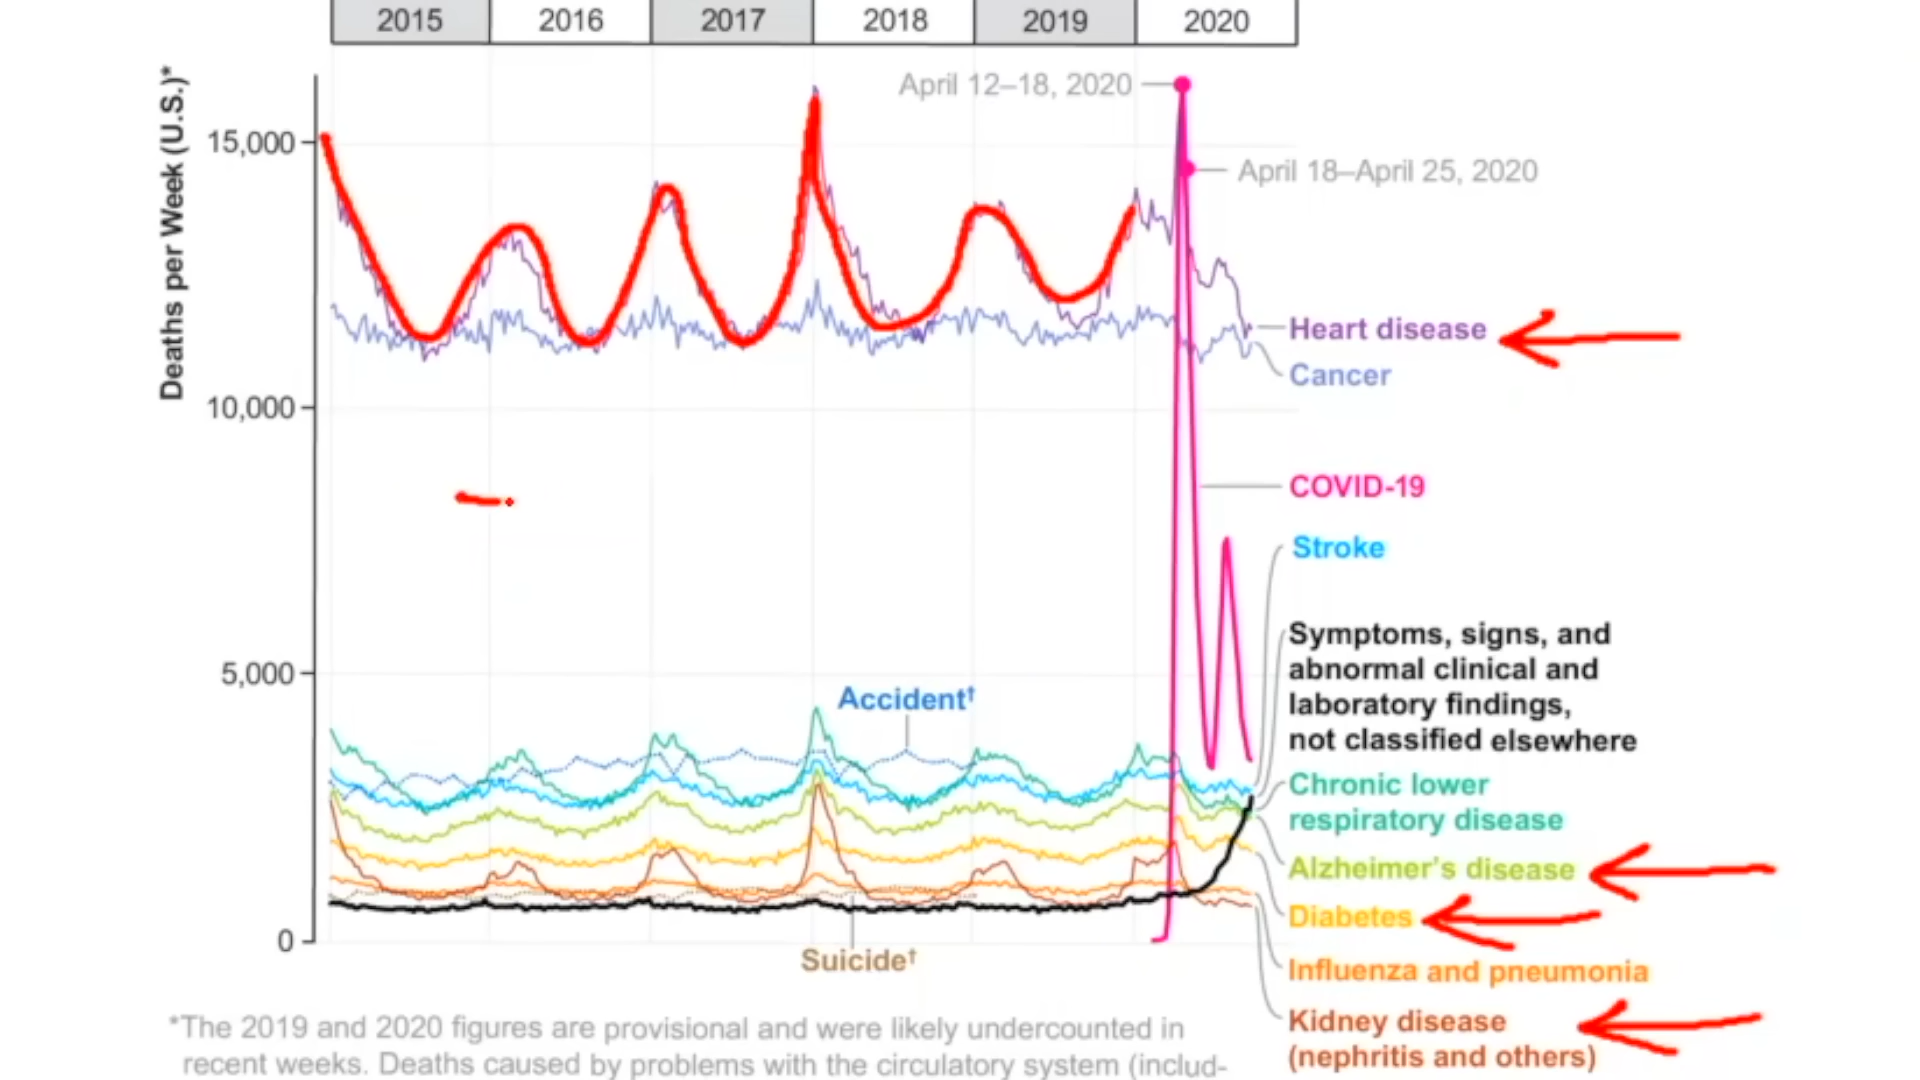 2015 2016 2017 2018 2019 2020
Deaths per Week (U.S.)*
April 12–18, 2020
15,000
April 18–April 25, 2020
Heart disease
Cancer
10,000
COVID-19
Stroke
Symptoms, signs, and
abnormal clinical and
laboratory findings,
not classified elsewhere
5,000
Accident†
Chronic lower
respiratory disease
Alzheimer's disease
Diabetes
0
Suicide†
Influenza and pneumonia
Kidney disease
(nephritis and others)
*The 2019 and 2020 figures are provisional and were likely undercounted in
recent weeks. Deaths caused by problems with the circulatory system (includ-